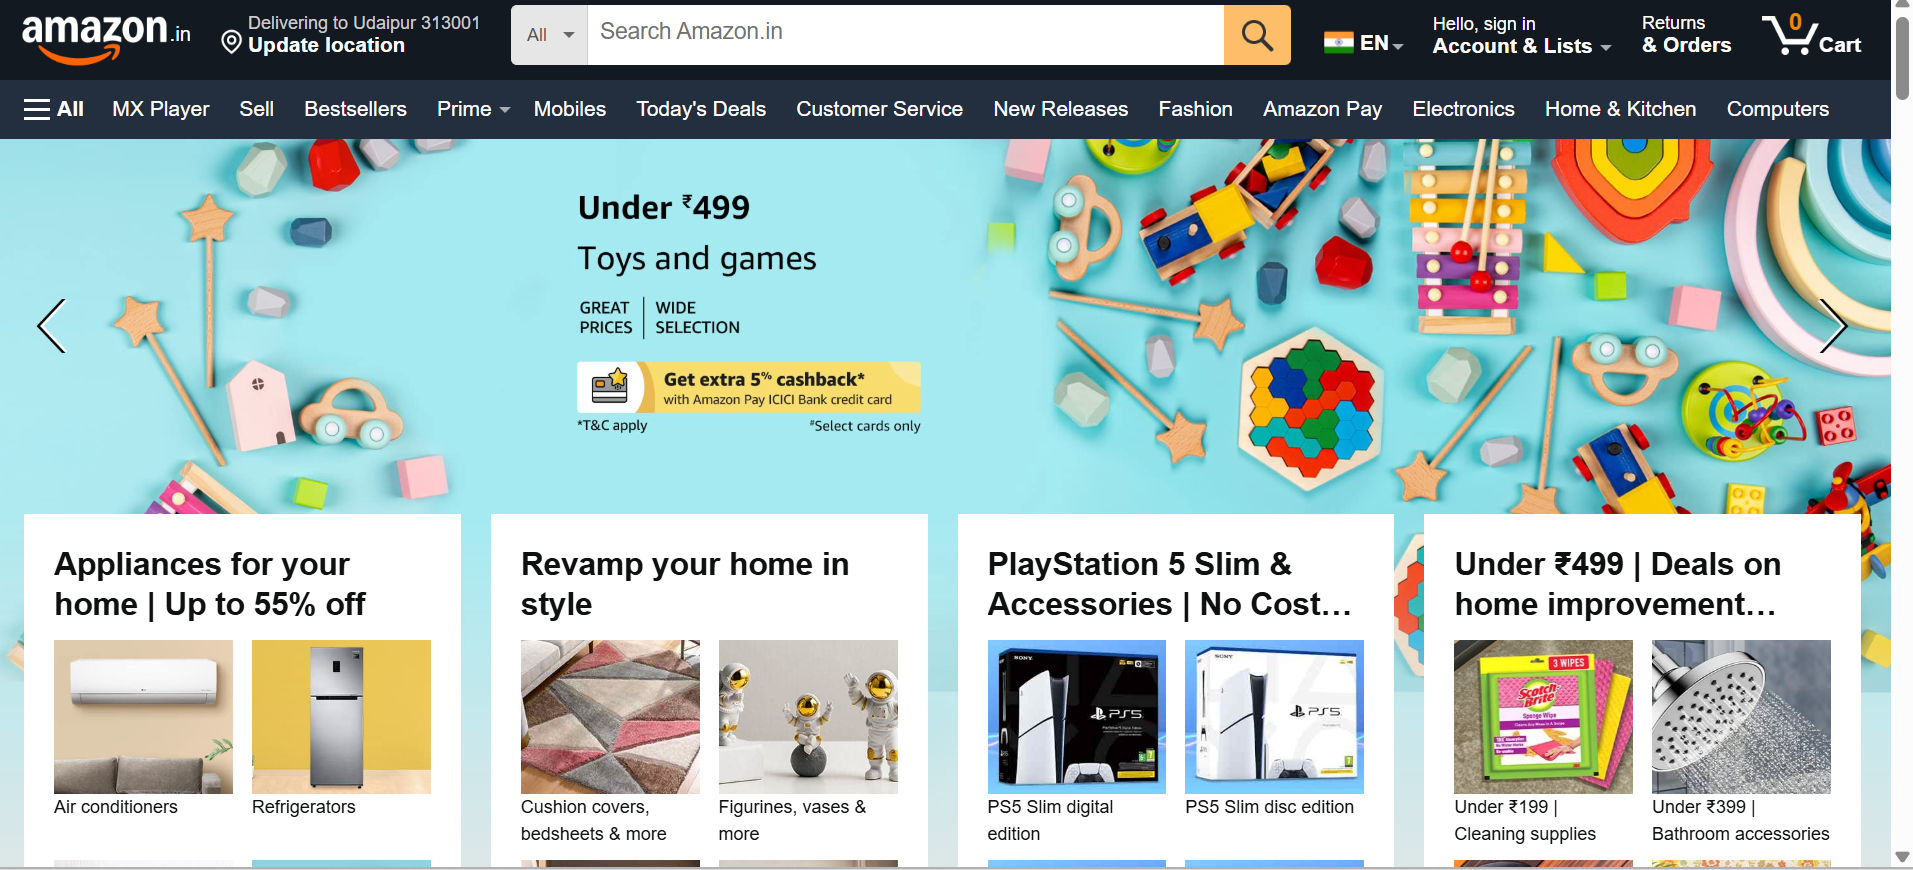 amazon.in
Delivering to Udaipur 313001
Update location
All
Search Amazon.in
EN
Hello, sign in
Account & Lists
Returns
& Orders
0
Cart
All
MX Player
Sell
Bestsellers
Prime
Mobiles
Today's Deals
Customer Service
New Releases
Fashion
Amazon Pay
Electronics
Home & Kitchen
Computers
Under ₹499
Toys and games
GREAT PRICES
WIDE SELECTION
Get extra 5% cashback*
with Amazon Pay ICICI Bank credit card
*T&C apply
#Select cards only
Appliances for your
home | Up to 55% off
Air conditioners
Refrigerators
Revamp your home in
style
Cushion covers,
bedsheets & more
Figurines, vases &
more
PlayStation 5 Slim &
Accessories | No Cost…
SONY
PS5
PS5 Slim digital
edition
SONY
PS5
PS5 Slim disc edition
Under ₹499 | Deals on
home improvement…
3 WIPES
Scotch
Brite
Sponge Wipe
Under ₹199 |
Cleaning supplies
Under ₹399 |
Bathroom accessories